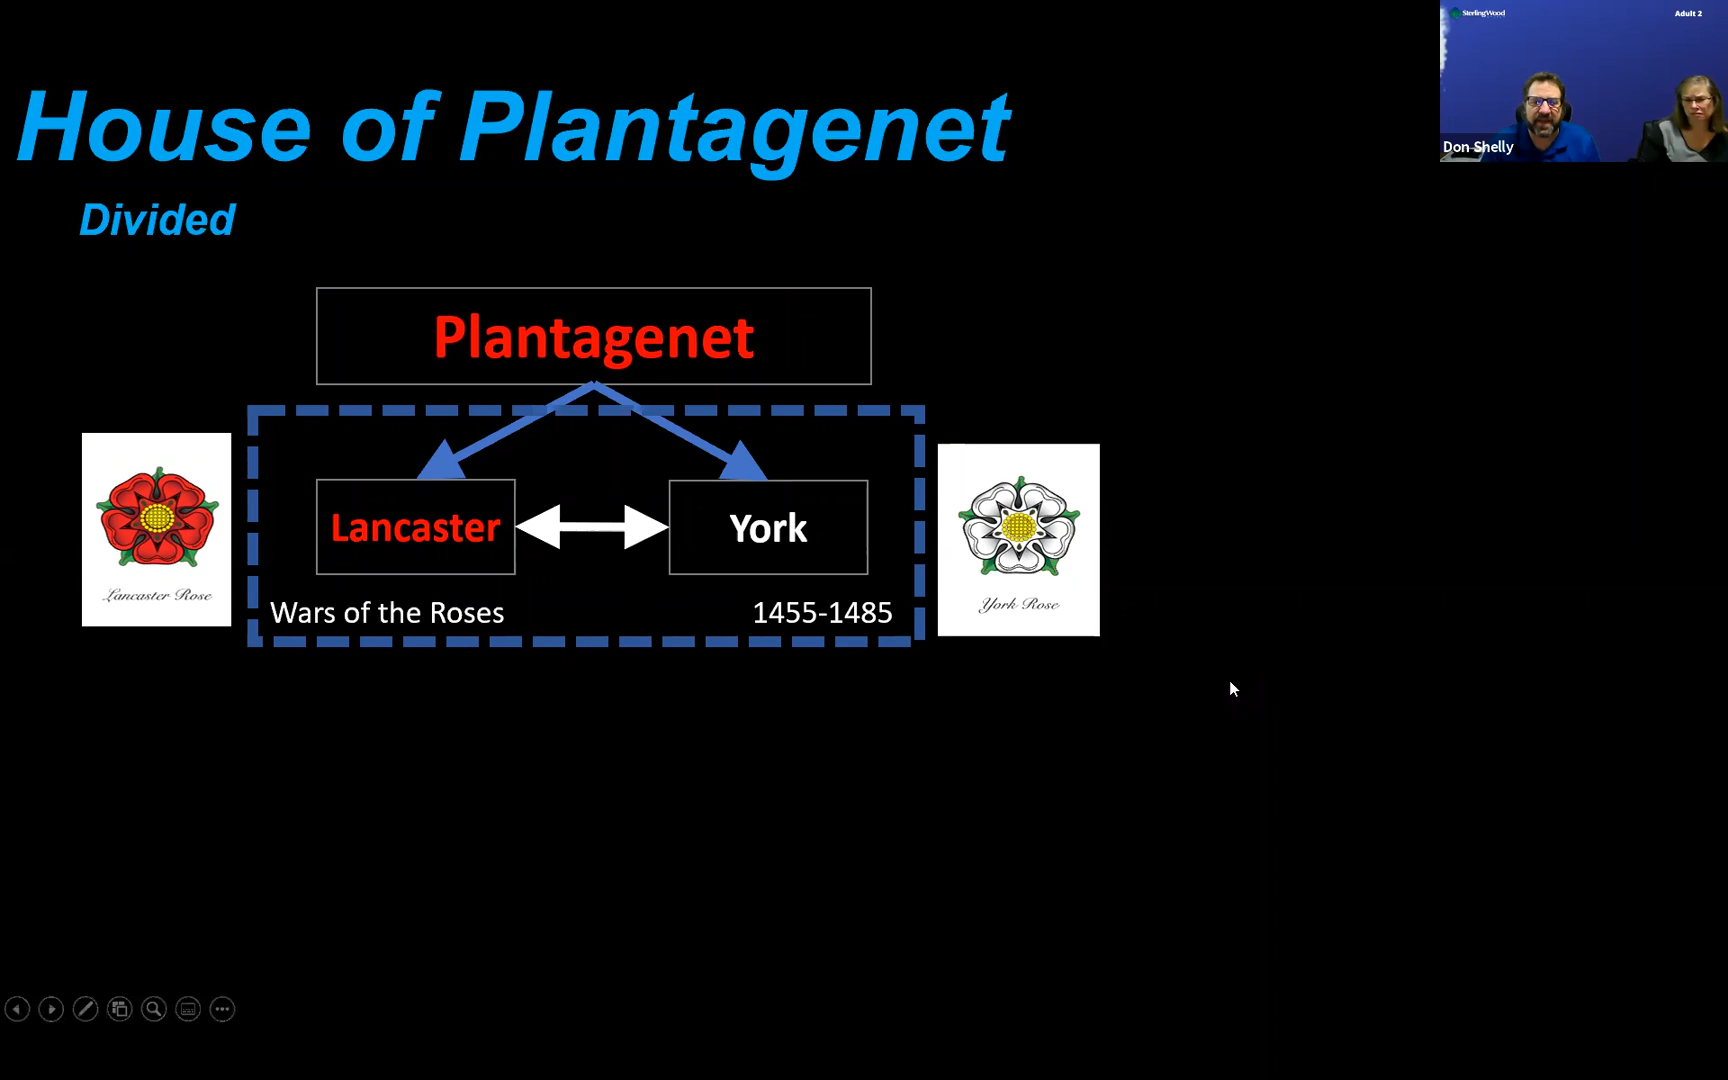 SterlingWood
Adult 2
Don Shelly
House of Plantagenet
Divided
Plantagenet
Lancaster
York
Lancaster Rose
York Rose
Wars of the Roses
1455-1485